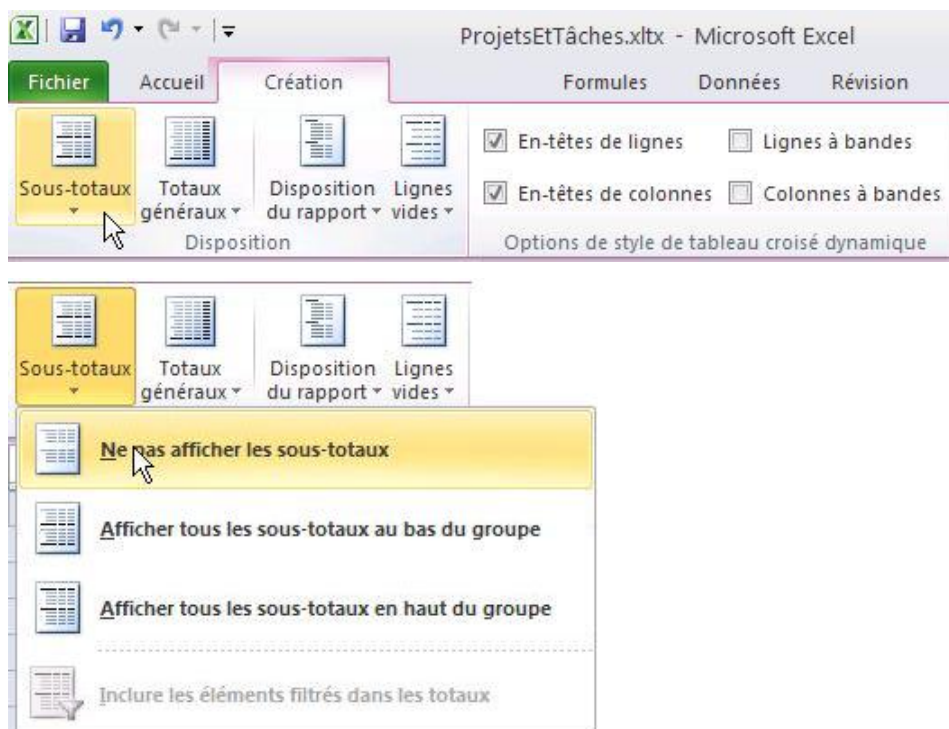 ProjetsEtTâches.xltx - Microsoft Excel
Fichier Accueil Création Formules Données Révision
En-têtes de lignes Lignes à bandes
Sous-totaux Totaux généraux Disposition du rapport Lignes vides
En-têtes de colonnes Colonnes à bandes
Disposition Options de style de tableau croisé dynamique
Sous-totaux Totaux Disposition Lignes
généraux du rapport vides
Ne pas afficher les sous-totaux
Afficher tous les sous-totaux au bas du groupe
Afficher tous les sous-totaux en haut du groupe
Inclure les éléments filtrés dans les totaux